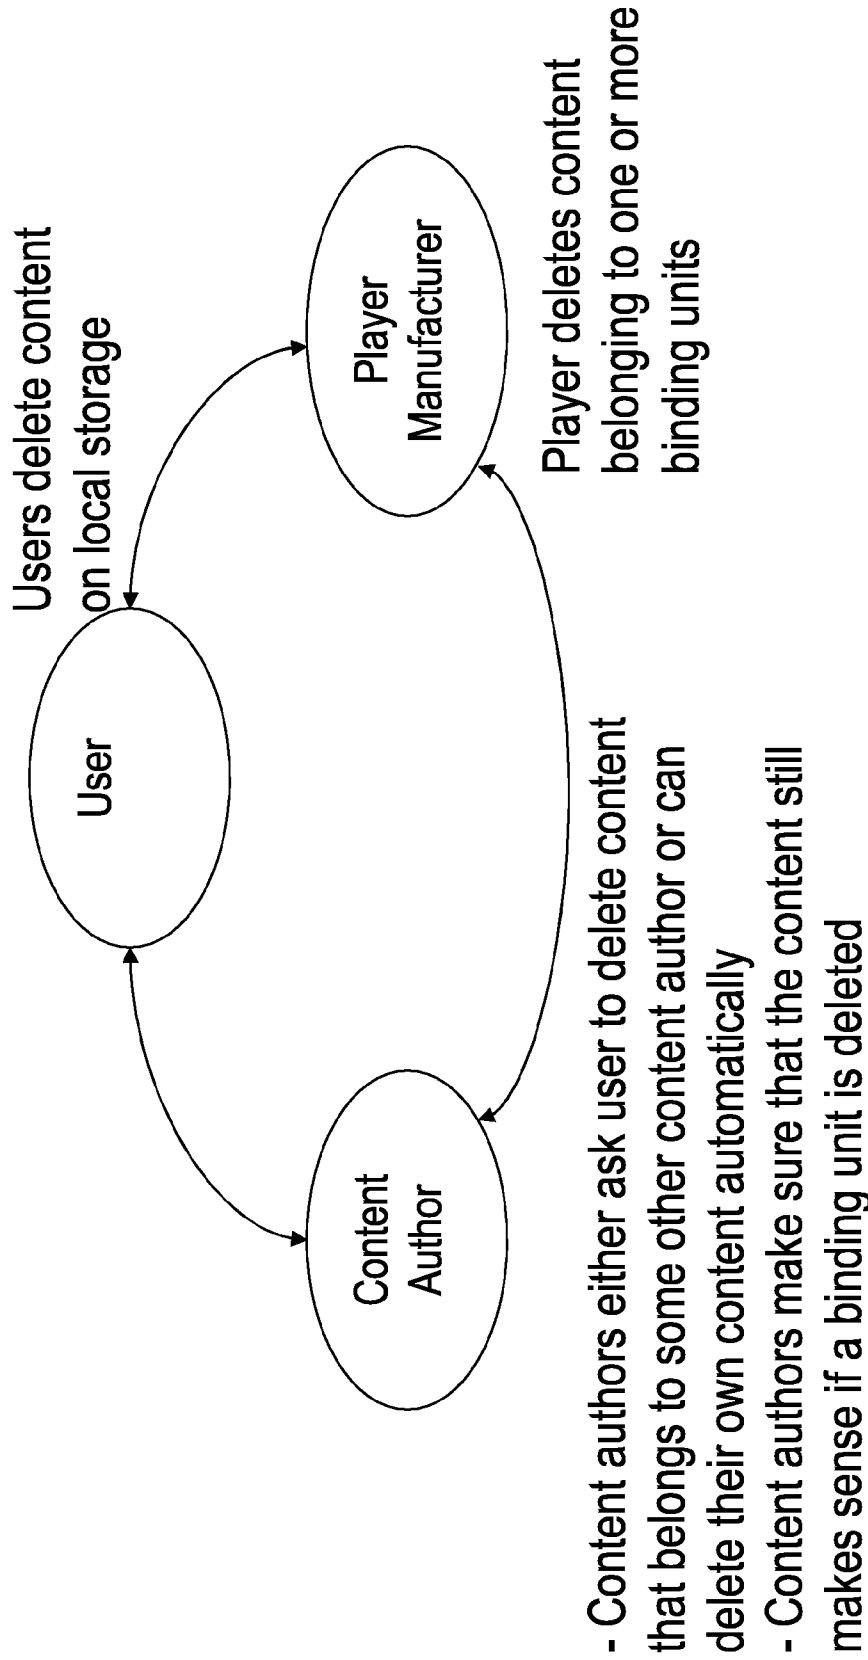 Users delete content
on local storage
User
Content
Author
Player
Manufacturer
Player deletes content
belonging to one or more
binding units
- Content authors either ask user to delete content
that belongs to some other content author or can
delete their own content automatically
- Content authors make sure that the content still
makes sense if a binding unit is deleted